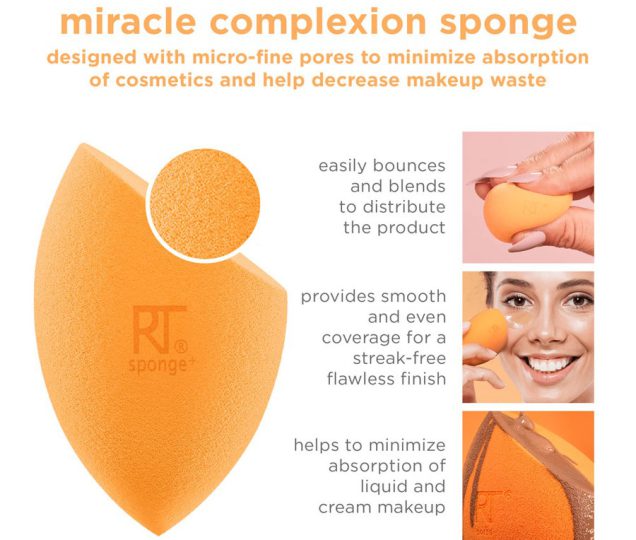 miracle complexion sponge
designed with micro-fine pores to minimize absorption
of cosmetics and help decrease makeup waste
easily bounces
and blends
to distribute
the product
RT
RT®
sponge+
provides smooth
and even
coverage for a
streak-free
flawless finish
helps to minimize
absorption of
liquid and
cream makeup
RT